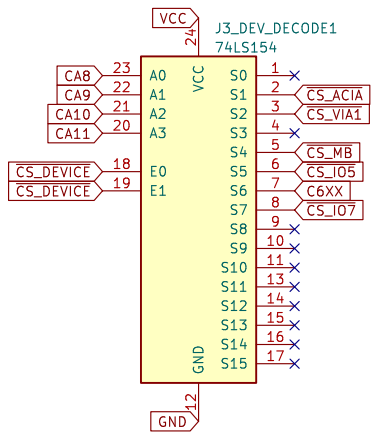 VCC
24
J3_DEV_DECODE1
74LS154
VCC
CA8 23 A0 S0 1
CA9 22 A1 S1 2 CS_ACIA
CA10 21 A2 S2 3 CS_VIA1
CA11 20 A3 S3 4
S4 5 CS_MB
CS_DEVICE 18 E0 S5 6 CS_IO5
CS_DEVICE 19 E1 S6 7 C6XX
S7 8 CS_IO7
S8 9
S9 10
S10 11
S11 13
S12 14
S13 15
S14 16
S15 17
GND
12
GND